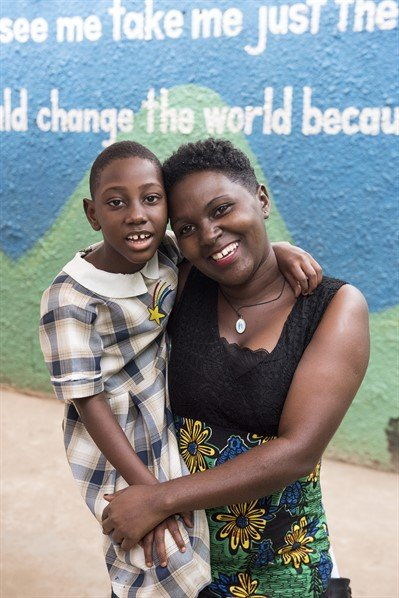 see me take me just the
ld change the world becau